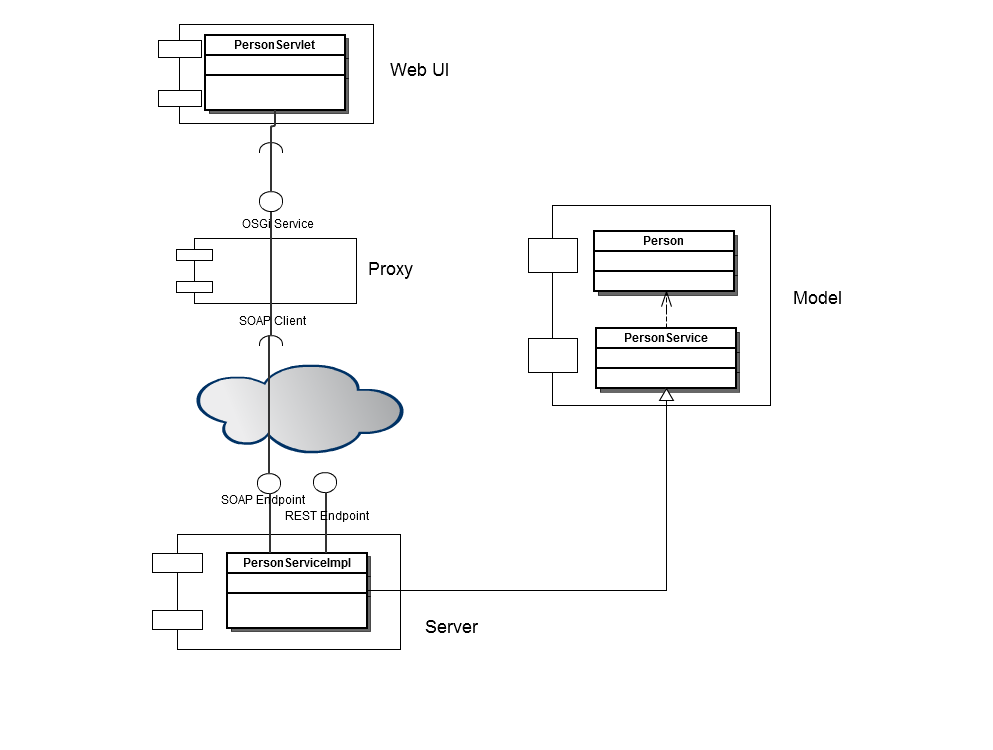 PersonServlet
Web UI
OSGi Service
Proxy
SOAP Client
Person
Model
PersonService
SOAP Endpoint
REST Endpoint
PersonServiceImpl
Server